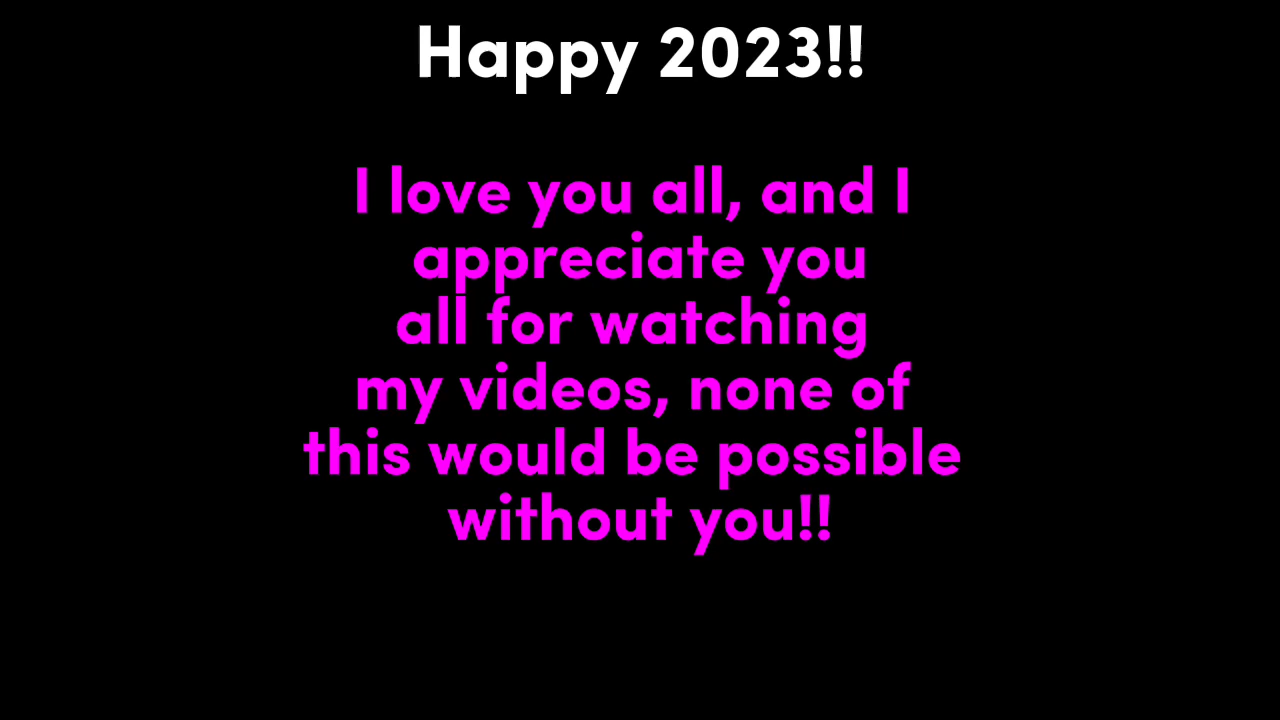 Happy 2023!!
I love you all, and I
appreciate you
all for watching
my videos, none of
this would be possible
without you!!